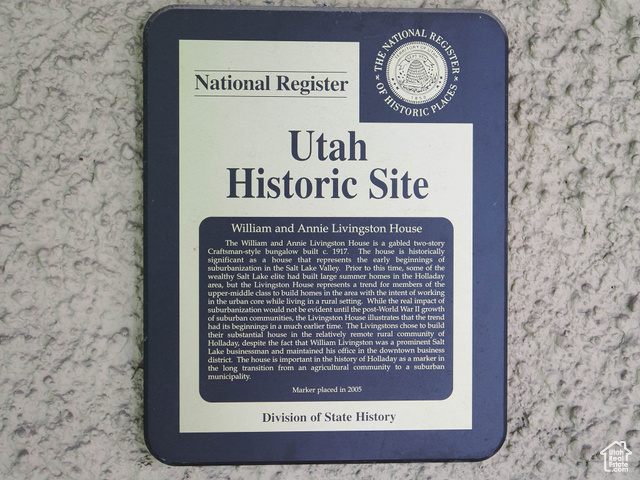 THE NATIONAL REGISTER
OF HISTORIC PLACES
National Register
Utah
Historic Site
William and Annie Livingston House
The William and Annie Livingston House is a gabled two-story
Craftsman-style bungalow built c. 1917. The house is historically
significant as a house that represents the early beginnings of
suburbanization in the Salt Lake Valley. Prior to this time, some of the
wealthy Salt Lake elite had built large summer homes in the Holladay
area, but the Livingston House represents a trend for members of the
upper-middle class to build homes in the area with the intent of working
in the urban core while living in a rural setting. While the real impact of
suburbanization would not be evident until the post-World War II growth
of suburban communities, the Livingston House illustrates that the trend
had its beginnings in a much earlier time. The Livingstons chose to build
their substantial house in the relatively remote rural community of
Holladay, despite the fact that William Livingston was a prominent Salt
Lake businessman and maintained his office in the downtown business
district. The house is important in the history of Holladay as a marker in
the long transition from an agricultural community to a suburban
municipality.
Marker placed in 2005
Division of State History
Utah
Real
Estate
.com